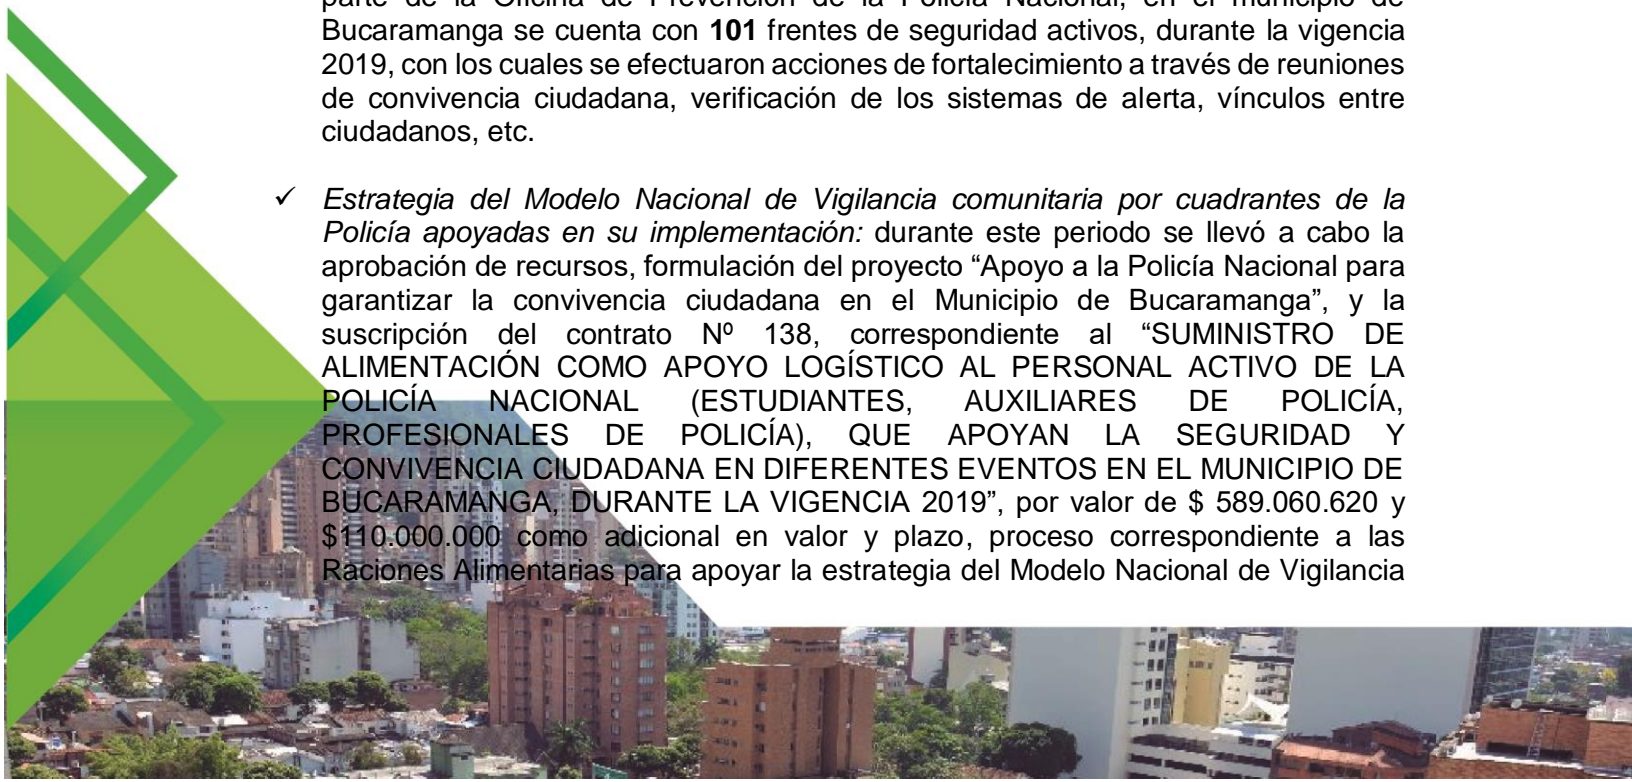 parte de la Oficina de Prevención de la Policía Nacional, en el municipio de
Bucaramanga se cuenta con 101 frentes de seguridad activos, durante la vigencia
2019, con los cuales se efectuaron acciones de fortalecimiento a través de reuniones
de convivencia ciudadana, verificación de los sistemas de alerta, vínculos entre
ciudadanos, etc.
✓ Estrategia del Modelo Nacional de Vigilancia comunitaria por cuadrantes de la
Policía apoyadas en su implementación: durante este periodo se llevó a cabo la
aprobación de recursos, formulación del proyecto “Apoyo a la Policía Nacional para
garantizar la convivencia ciudadana en el Municipio de Bucaramanga”, y la
suscripción del contrato Nº 138, correspondiente al “SUMINISTRO DE
ALIMENTACIÓN COMO APOYO LOGÍSTICO AL PERSONAL ACTIVO DE LA
POLICÍA NACIONAL (ESTUDIANTES, AUXILIARES DE POLICÍA,
PROFESIONALES DE POLICÍA), QUE APOYAN LA SEGURIDAD Y
CONVIVENCIA CIUDADANA EN DIFERENTES EVENTOS EN EL MUNICIPIO DE
BUCARAMANGA, DURANTE LA VIGENCIA 2019”, por valor de $ 589.060.620 y
$110.000.000 como adicional en valor y plazo, proceso correspondiente a las
Raciones Alimentarias para apoyar la estrategia del Modelo Nacional de Vigilancia